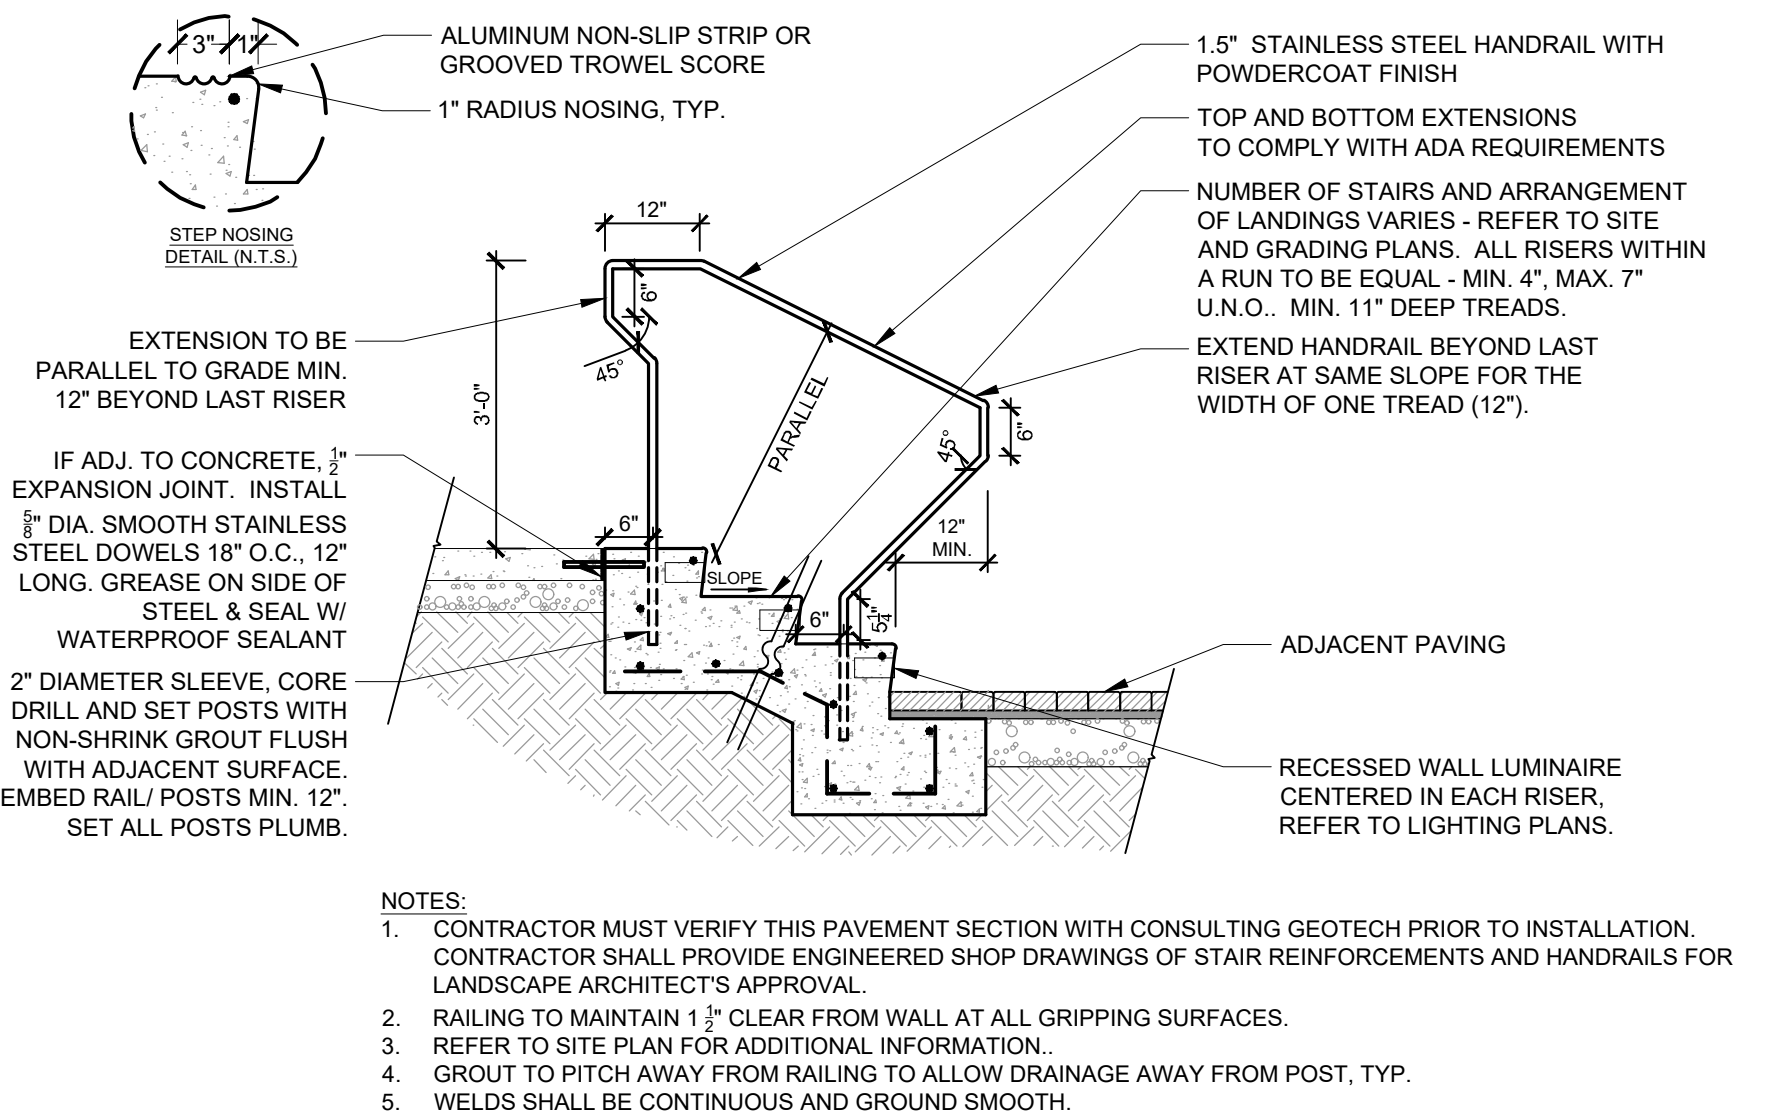 3" 1"
ALUMINUM NON-SLIP STRIP OR
GROOVED TROWEL SCORE
1" RADIUS NOSING, TYP.
STEP NOSING
DETAIL (N.T.S.)
1.5"  STAINLESS STEEL HANDRAIL WITH
POWDERCOAT FINISH
TOP AND BOTTOM EXTENSIONS
TO COMPLY WITH ADA REQUIREMENTS
NUMBER OF STAIRS AND ARRANGEMENT
OF LANDINGS VARIES - REFER TO SITE
AND GRADING PLANS.  ALL RISERS WITHIN
A RUN TO BE EQUAL - MIN. 4", MAX. 7"
U.N.O..  MIN. 11" DEEP TREADS.
EXTEND HANDRAIL BEYOND LAST
RISER AT SAME SLOPE FOR THE
WIDTH OF ONE TREAD (12").
12"
6"
45°
3'-0"
PARALLEL
6"
45°
12"
MIN.
6"
SLOPE
6"
5 1/4"
EXTENSION TO BE
PARALLEL TO GRADE MIN.
12" BEYOND LAST RISER
IF ADJ. TO CONCRETE, 1/2"
EXPANSION JOINT.  INSTALL
5/8" DIA. SMOOTH STAINLESS
STEEL DOWELS 18" O.C., 12"
LONG. GREASE ON SIDE OF
STEEL & SEAL W/
WATERPROOF SEALANT
2" DIAMETER SLEEVE, CORE
DRILL AND SET POSTS WITH
NON-SHRINK GROUT FLUSH
WITH ADJACENT SURFACE.
EMBED RAIL/ POSTS MIN. 12".
SET ALL POSTS PLUMB.
ADJACENT PAVING
RECESSED WALL LUMINAIRE
CENTERED IN EACH RISER,
REFER TO LIGHTING PLANS.
NOTES:
1. CONTRACTOR MUST VERIFY THIS PAVEMENT SECTION WITH CONSULTING GEOTECH PRIOR TO INSTALLATION.
CONTRACTOR SHALL PROVIDE ENGINEERED SHOP DRAWINGS OF STAIR REINFORCEMENTS AND HANDRAILS FOR
LANDSCAPE ARCHITECT'S APPROVAL.
2. RAILING TO MAINTAIN 1 1/2" CLEAR FROM WALL AT ALL GRIPPING SURFACES.
3. REFER TO SITE PLAN FOR ADDITIONAL INFORMATION..
4. GROUT TO PITCH AWAY FROM RAILING TO ALLOW DRAINAGE AWAY FROM POST, TYP.
5. WELDS SHALL BE CONTINUOUS AND GROUND SMOOTH.